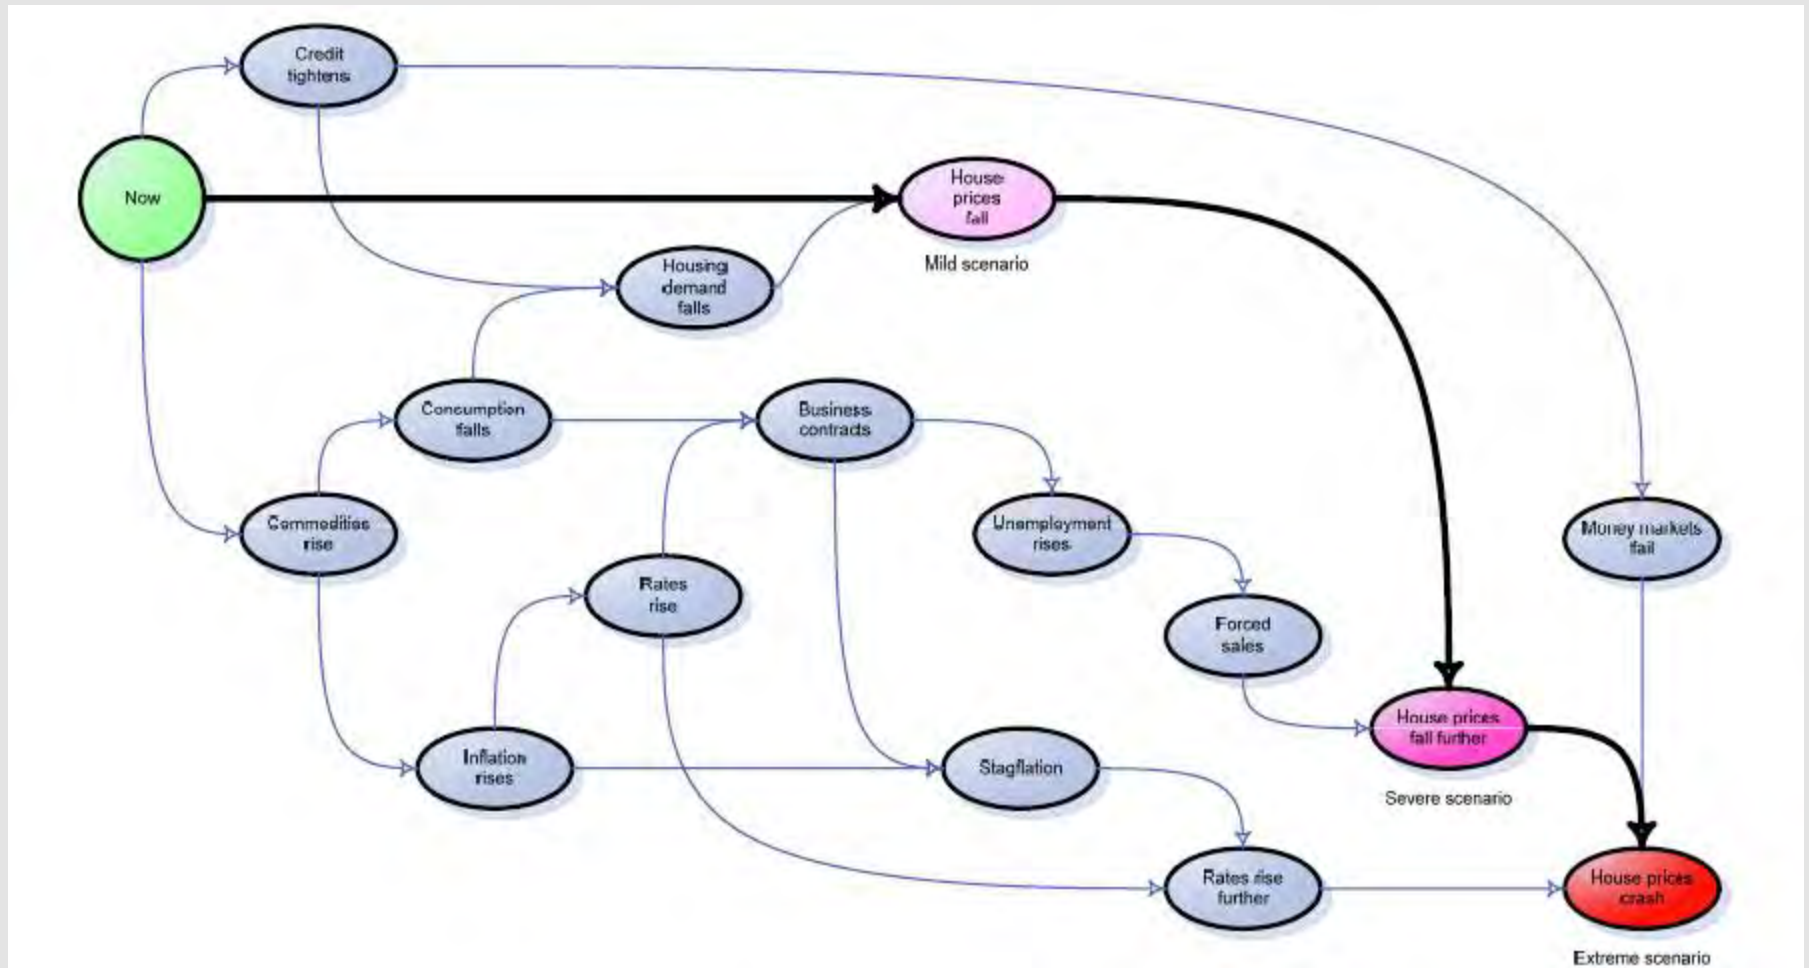 Credit
tightens
Now
House
prices
fall
Mild scenario
Housing
demand
falls
Consumption
falls
Business
contracts
Commodities
rise
Unemployment
rises
Money markets
fail
Rates
rise
Forced
sales
House prices
fall further
Severe scenario
Inflation
rises
Stagflation
Rates rise
further
House prices
crash
Extreme scenario